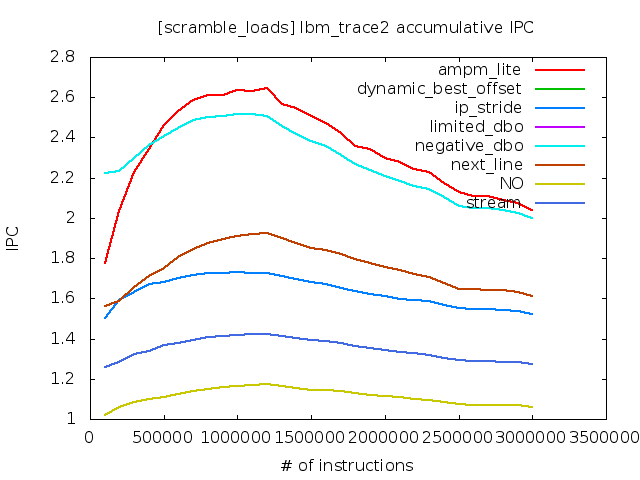 [scramble_loads] lbm_trace2 accumulative IPC
2.8
2.6
2.4
2.2
2
1.8
1.6
1.4
1.2
1
IPC
ampm_lite
dynamic_best_offset
ip_stride
limited_dbo
negative_dbo
next_line
NO
stream
0 500000 1000000 1500000 2000000 2500000 3000000 3500000
# of instructions